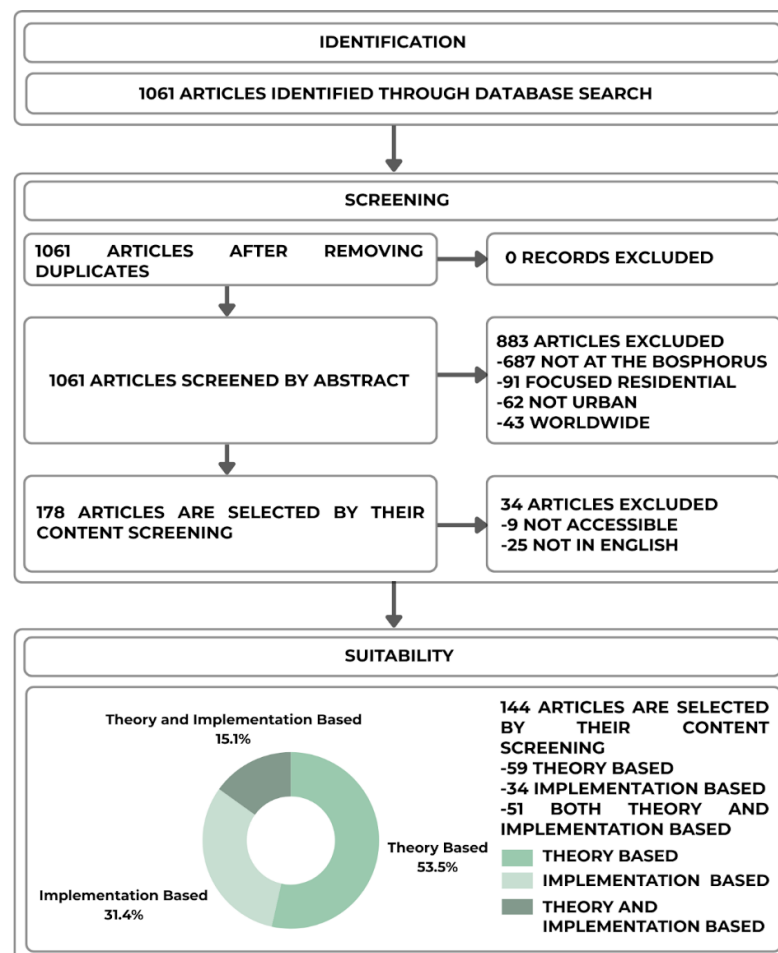 IDENTIFICATION
1061 ARTICLES IDENTIFIED THROUGH DATABASE SEARCH
SCREENING
1061 ARTICLES AFTER REMOVING
DUPLICATES
0 RECORDS EXCLUDED
1061 ARTICLES SCREENED BY ABSTRACT
883 ARTICLES EXCLUDED
-687 NOT AT THE BOSPHORUS
-91 FOCUSED RESIDENTIAL
-62 NOT URBAN
-43 WORLDWIDE
178 ARTICLES ARE SELECTED BY THEIR
CONTENT SCREENING
34 ARTICLES EXCLUDED
-9 NOT ACCESSIBLE
-25 NOT IN ENGLISH
SUITABILITY
Theory and Implementation Based
15.1%
Theory Based
53.5%
Implementation Based
31.4%
144 ARTICLES ARE SELECTED
BY THEIR CONTENT
SCREENING
-59 THEORY BASED
-34 IMPLEMENTATION BASED
-51 BOTH THEORY AND
IMPLEMENTATION BASED
THEORY BASED
IMPLEMENTATION BASED
THEORY AND
IMPLEMENTATION BASED